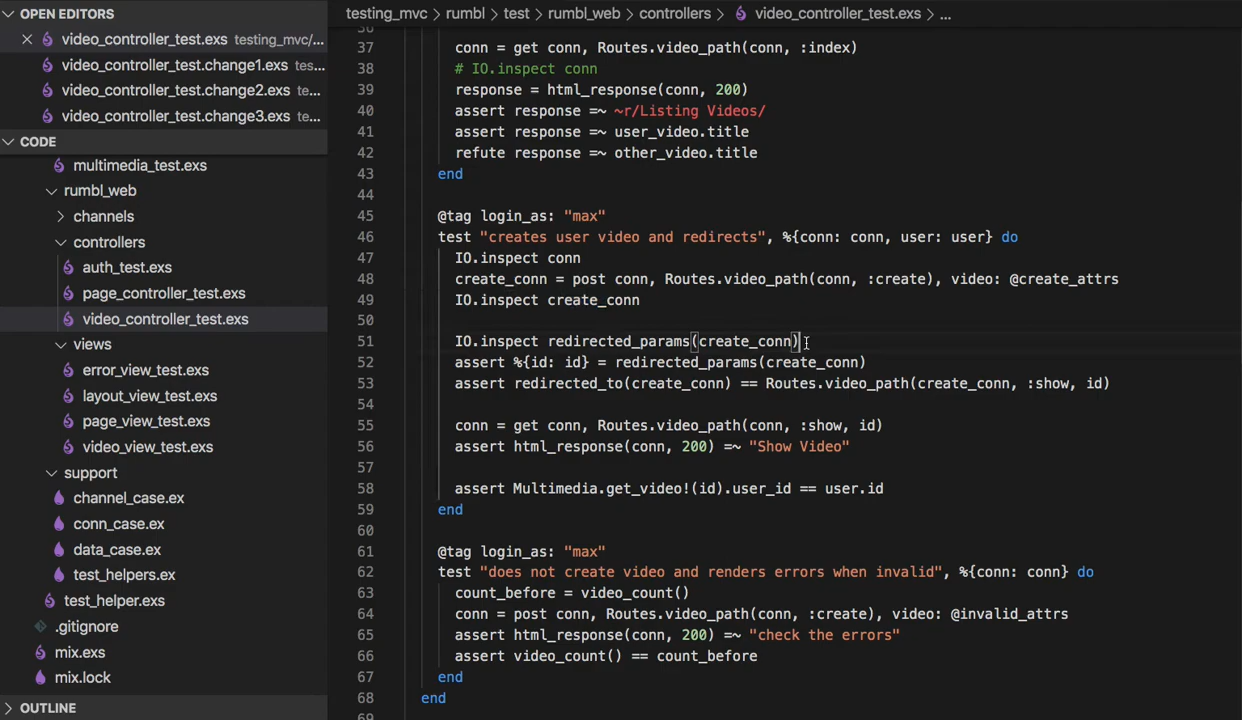 OPEN EDITORS
video_controller_test.exs testing_mvc/...
video_controller_test.change1.exs tes...
video_controller_test.change2.exs te...
video_controller_test.change3.exs te...
CODE
multimedia_test.exs
rumbl_web
channels
controllers
auth_test.exs
page_controller_test.exs
video_controller_test.exs
views
error_view_test.exs
layout_view_test.exs
page_view_test.exs
video_view_test.exs
support
channel_case.ex
conn_case.ex
data_case.ex
test_helpers.ex
test_helper.exs
.gitignore
mix.exs
mix.lock
OUTLINE
testing_mvc > rumbl > test > rumbl_web > controllers > video_controller_test.exs > ...
36
37 conn = get conn, Routes.video_path(conn, :index)
38 # IO.inspect conn
39 response = html_response(conn, 200)
40 assert response =~ ~r/Listing Videos/
41 assert response =~ user_video.title
42 refute response =~ other_video.title
43 end
44
45 @tag login_as: "max"
46 test "creates user video and redirects", %{conn: conn, user: user} do
47 IO.inspect conn
48 create_conn = post conn, Routes.video_path(conn, :create), video: @create_attrs
49 IO.inspect create_conn
50
51 IO.inspect redirected_params(create_conn)
52 assert %{id: id} = redirected_params(create_conn)
53 assert redirected_to(create_conn) == Routes.video_path(create_conn, :show, id)
54
55 conn = get conn, Routes.video_path(conn, :show, id)
56 assert html_response(conn, 200) =~ "Show Video"
57
58 assert Multimedia.get_video!(id).user_id == user.id
59 end
60
61 @tag login_as: "max"
62 test "does not create video and renders errors when invalid", %{conn: conn} do
63 count_before = video_count()
64 conn = post conn, Routes.video_path(conn, :create), video: @invalid_attrs
65 assert html_response(conn, 200) =~ "check the errors"
66 assert video_count() == count_before
67 end
68 end
69